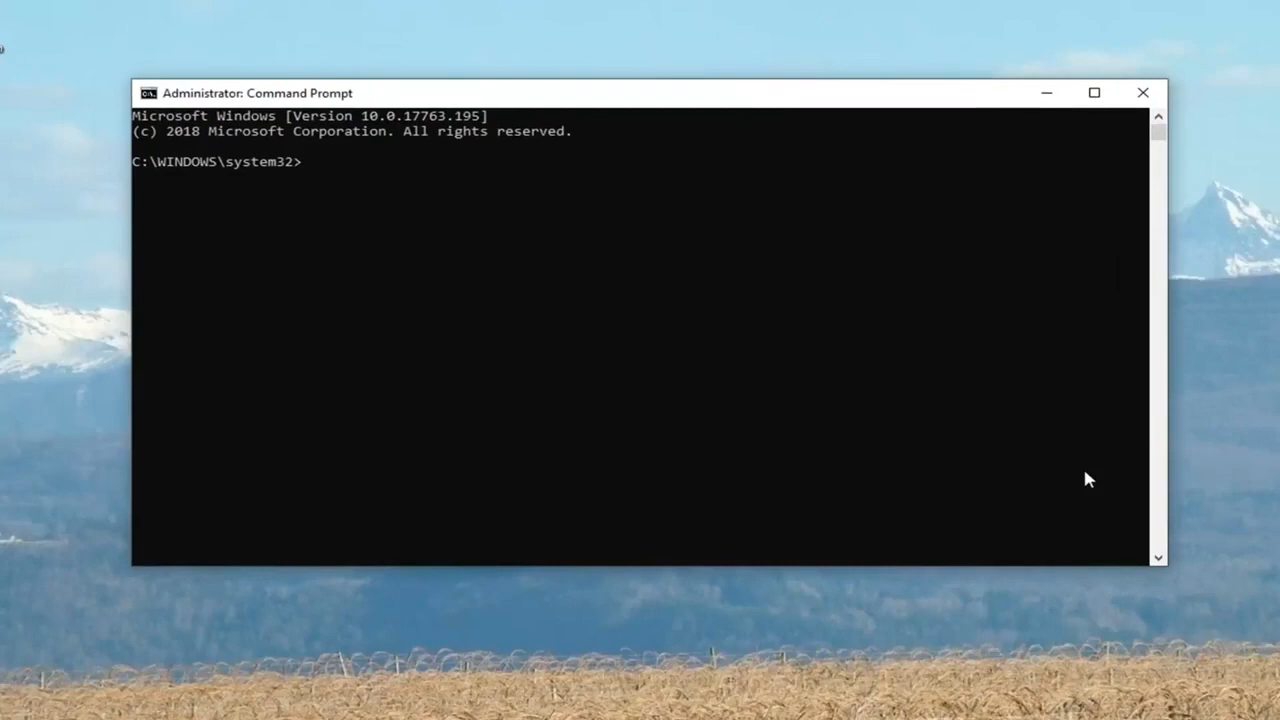 Administrator: Command Prompt
Microsoft Windows [Version 10.0.17763.195]
(c) 2018 Microsoft Corporation. All rights reserved.
C:\WINDOWS\system32>